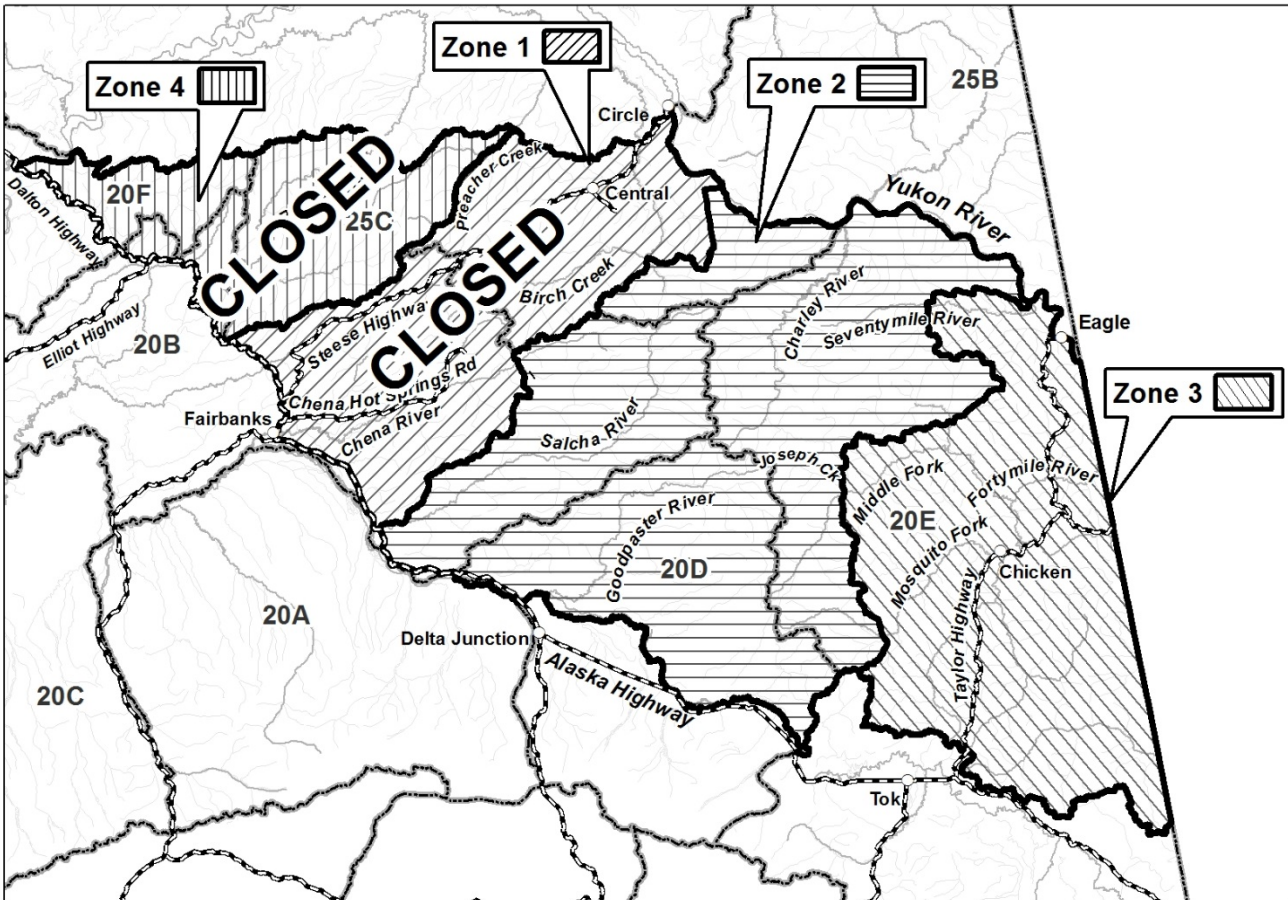 Zone 1
Zone 4
Zone 2
25B
Circle
CLOSED
Preacher Creek
Central
20F
25C
Dalton Highway
Yukon River
CLOSED
Birch Creek
Charley River
Steese Highway
Seventymile River
Eagle
Elliot Highway
20B
Chena Hot Springs Rd
Zone 3
Fairbanks
Chena River
Salcha River
Joseph Ck
Middle Fork
Fortymile River
Goodpaster River
20E
Mosquito Fork
20D
Chicken
20A
Taylor Highway
Delta Junction
Alaska Highway
20C
Tok